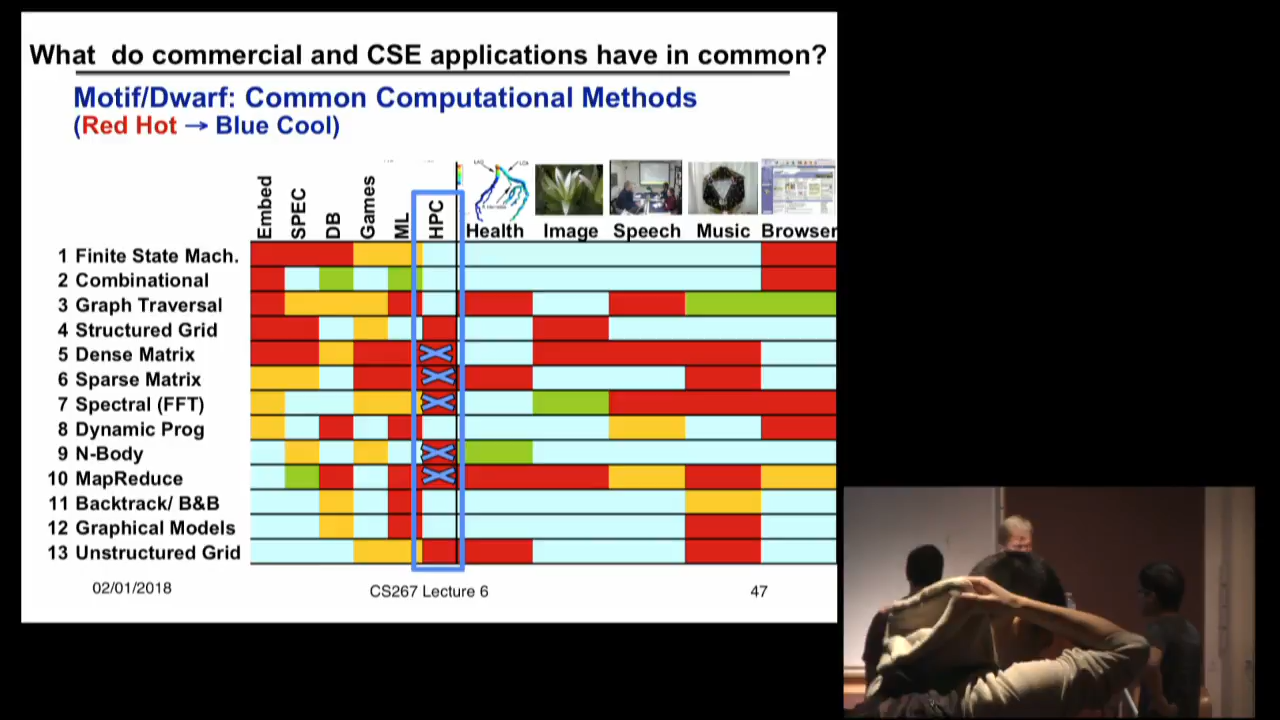 What do commercial and CSE applications have in common?
Motif/Dwarf: Common Computational Methods
(Red Hot → Blue Cool)
Embed
SPEC
DB
Games
ML
HPC
Health
Image
Speech
Music
Browser
1 Finite State Mach.
2 Combinational
3 Graph Traversal
4 Structured Grid
5 Dense Matrix
6 Sparse Matrix
7 Spectral (FFT)
8 Dynamic Prog
9 N-Body
10 MapReduce
11 Backtrack/ B&B
12 Graphical Models
13 Unstructured Grid
02/01/2018
CS267 Lecture 6
47